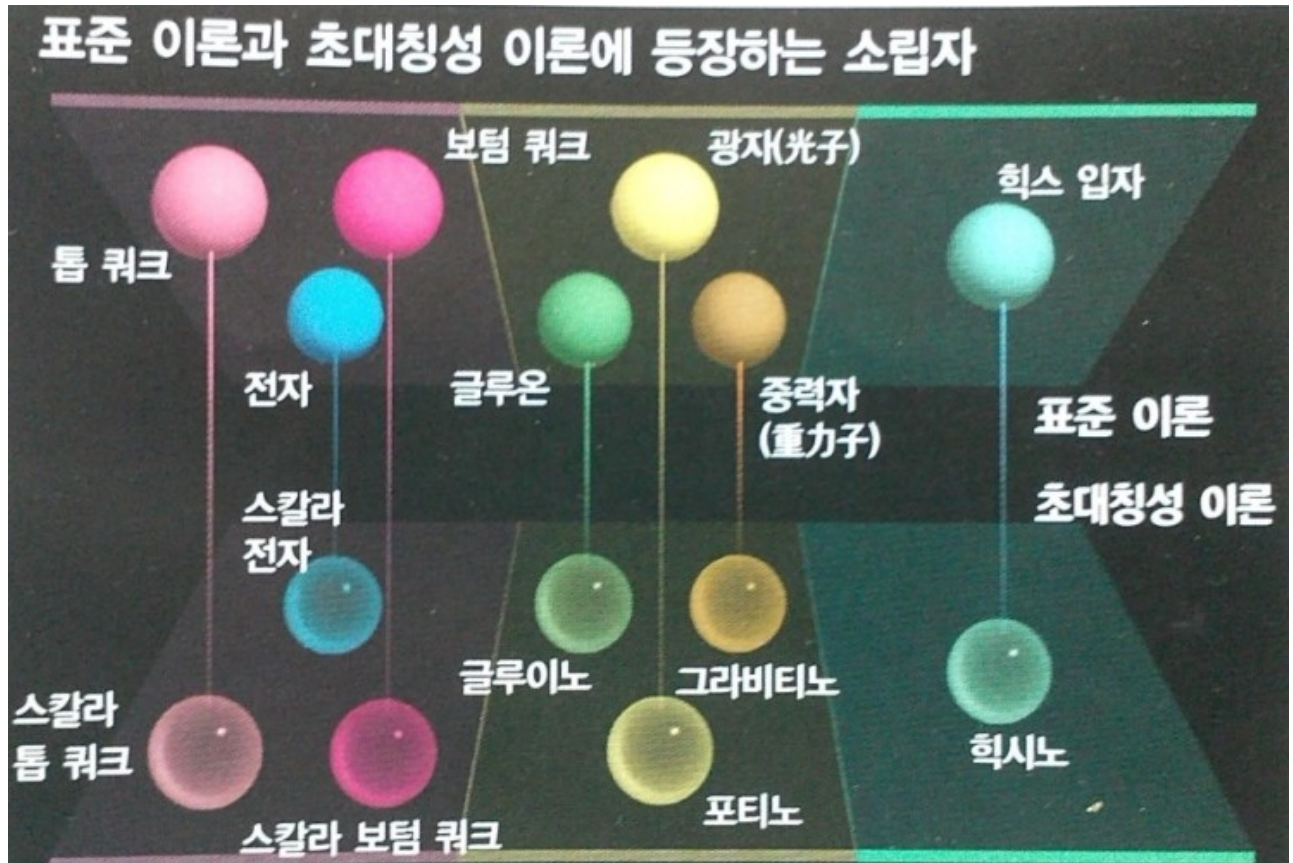 표준 이론과 초대칭성 이론에 등장하는 소립자
보텀 쿼크
광자(光子)
힉스 입자
톱 쿼크
전자
글루온
중력자
(重力子)
표준 이론
초대칭성 이론
스칼라
전자
글루이노
그라비티노
스칼라
톱 쿼크
힉시노
포티노
스칼라 보텀 쿼크